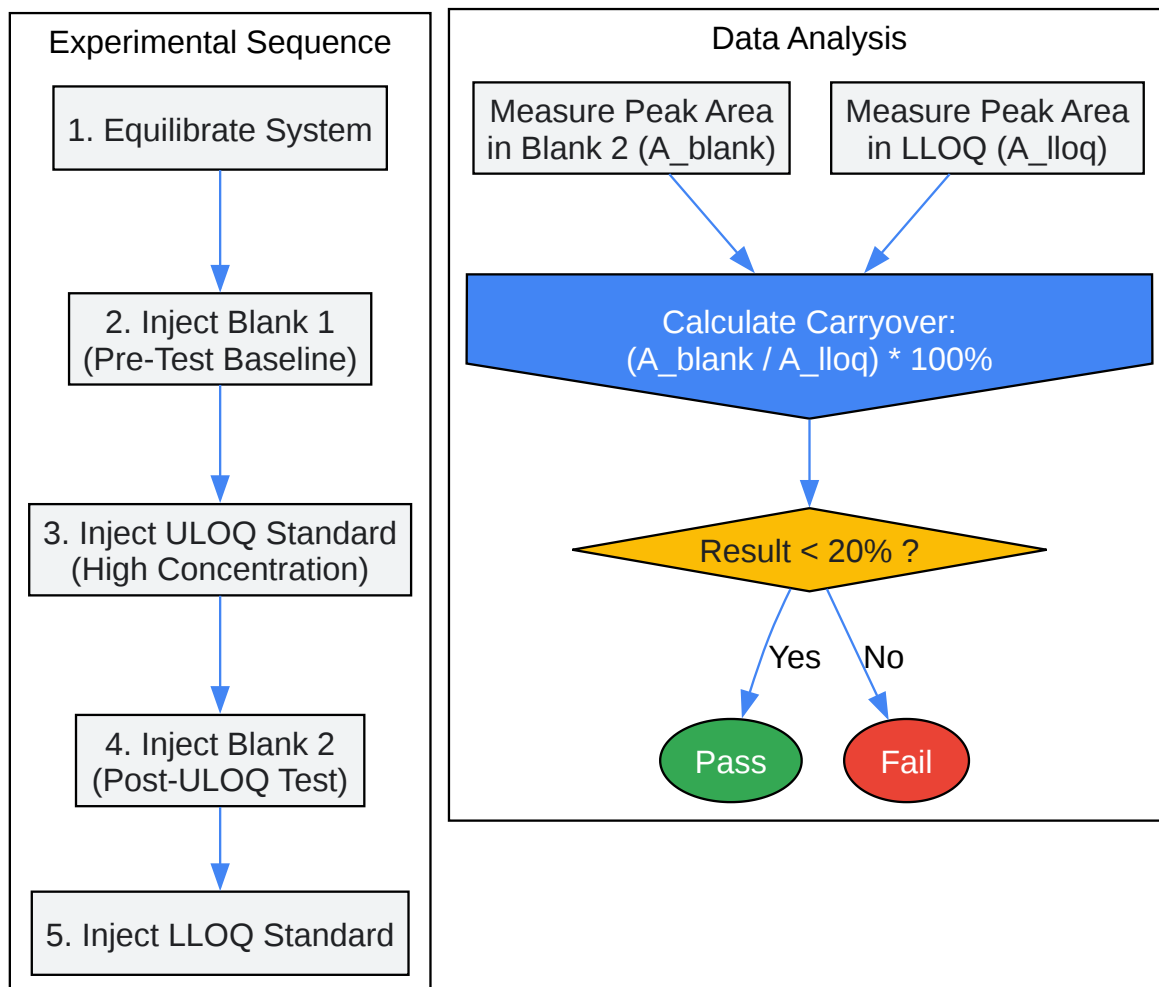 Experimental Sequence
1. Equilibrate System
2. Inject Blank 1
(Pre-Test Baseline)
3. Inject ULOQ Standard
(High Concentration)
4. Inject Blank 2
(Post-ULOQ Test)
5. Inject LLOQ Standard
Data Analysis
Measure Peak Area
in Blank 2 (A_blank)
Measure Peak Area
in LLOQ (A_lloq)
Calculate Carryover:
(A_blank / A_lloq) * 100%
Result < 20% ?
Yes
No
Pass
Fail